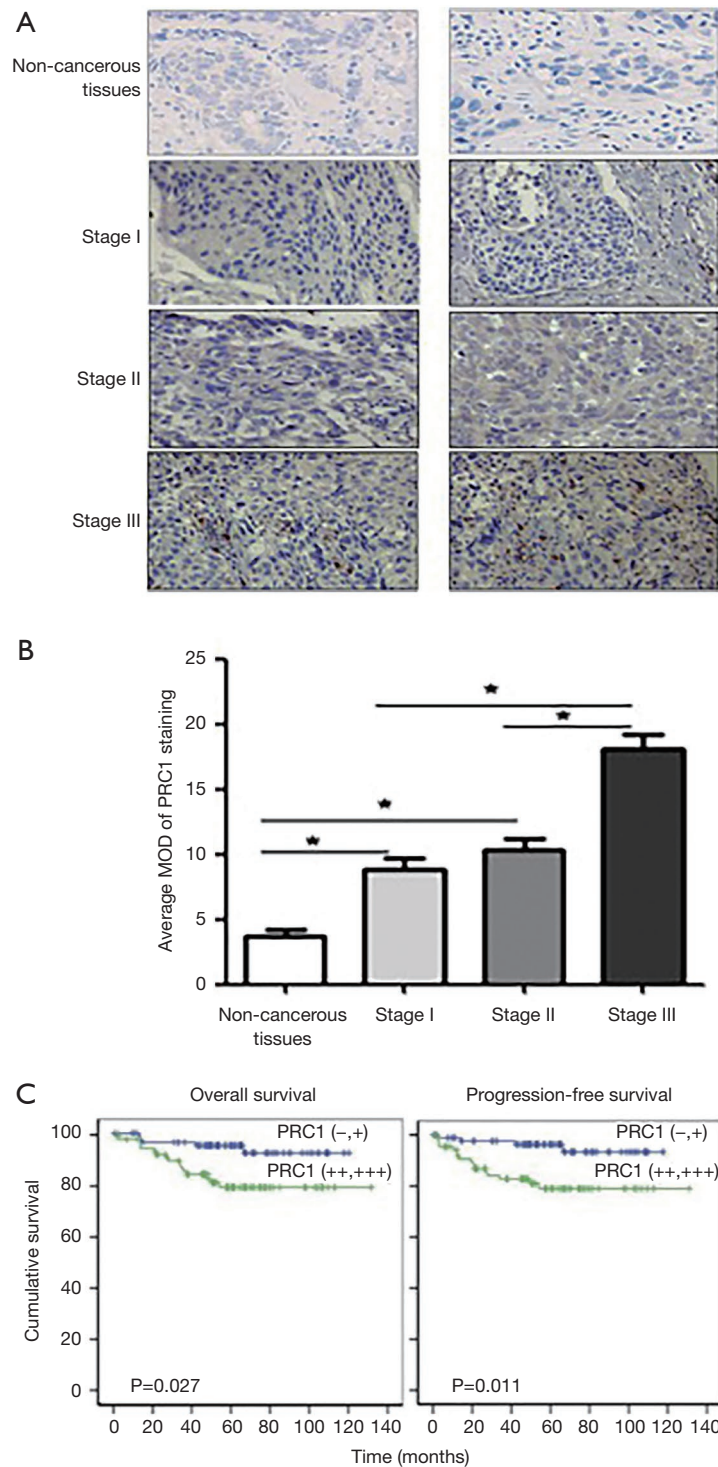 A
Non-cancerous
tissues
Stage I
Stage II
Stage III
B
Average MOD of PRC1 staining
25
20
15
10
5
0
Non-cancerous
tissues
Stage I
Stage II
Stage III
C
Overall survival
Progression-free survival
Cumulative survival
100
80
60
40
20
0
PRC1 (−,+)
PRC1 (++,+++)
P=0.027
0 20 40 60 80 100 120 140
PRC1 (−,+)
PRC1 (++,+++)
P=0.011
0 20 40 60 80 100 120 140
Time (months)